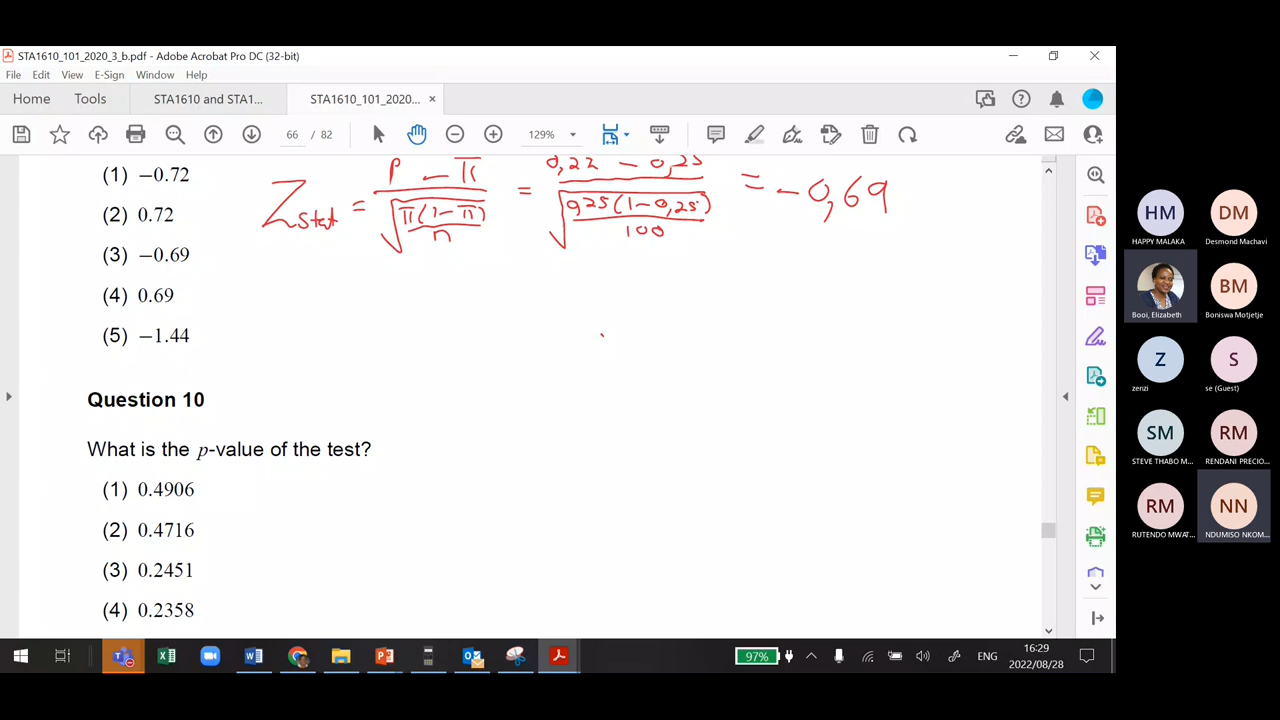 STA1610_101_2020_3_b.pdf - Adobe Acrobat Pro DC (32-bit)
File Edit View E-Sign Window Help
Home Tools STA1610 and STA1... STA1610_101_2020... ×
66 / 82 129%
(1) −0.72
(2) 0.72
(3) −0.69
(4) 0.69
(5) −1.44
Zstat = P − π / √(π(1−π)/n) = 0,22 − 0,25 / √(0,25(1−0,25)/100) = −0,69
Question 10
What is the p-value of the test?
(1) 0.4906
(2) 0.4716
(3) 0.2451
(4) 0.2358
HM
HAPPY MALAKA
DM
Desmond Machavi
Booi, Elizabeth
BM
Boniswa Motjetje
Z
zenzi
S
se (Guest)
SM
STEVE THABO M...
RM
RENDANI PRECIO...
RM
RUTENDO MWAT...
NN
NDUMISO NKOM...
97%
ENG
16:29
2022/08/28